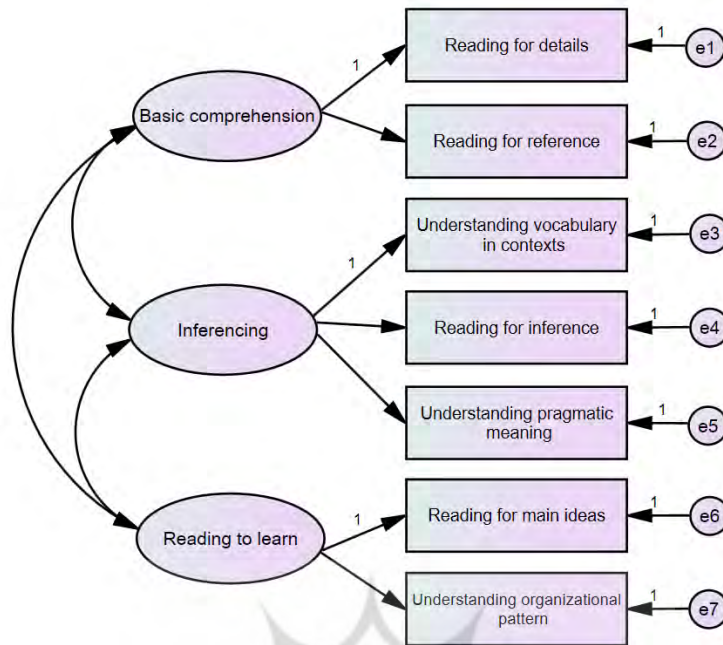 1
Reading for details
1
e1
Basic comprehension
Reading for reference
1
e2
Understanding vocabulary
in contexts
1
e3
1
Inferencing
Reading for inference
1
e4
Understanding pragmatic
meaning
1
e5
Reading to learn
1
Reading for main ideas
1
e6
Understanding organizational
pattern
1
e7